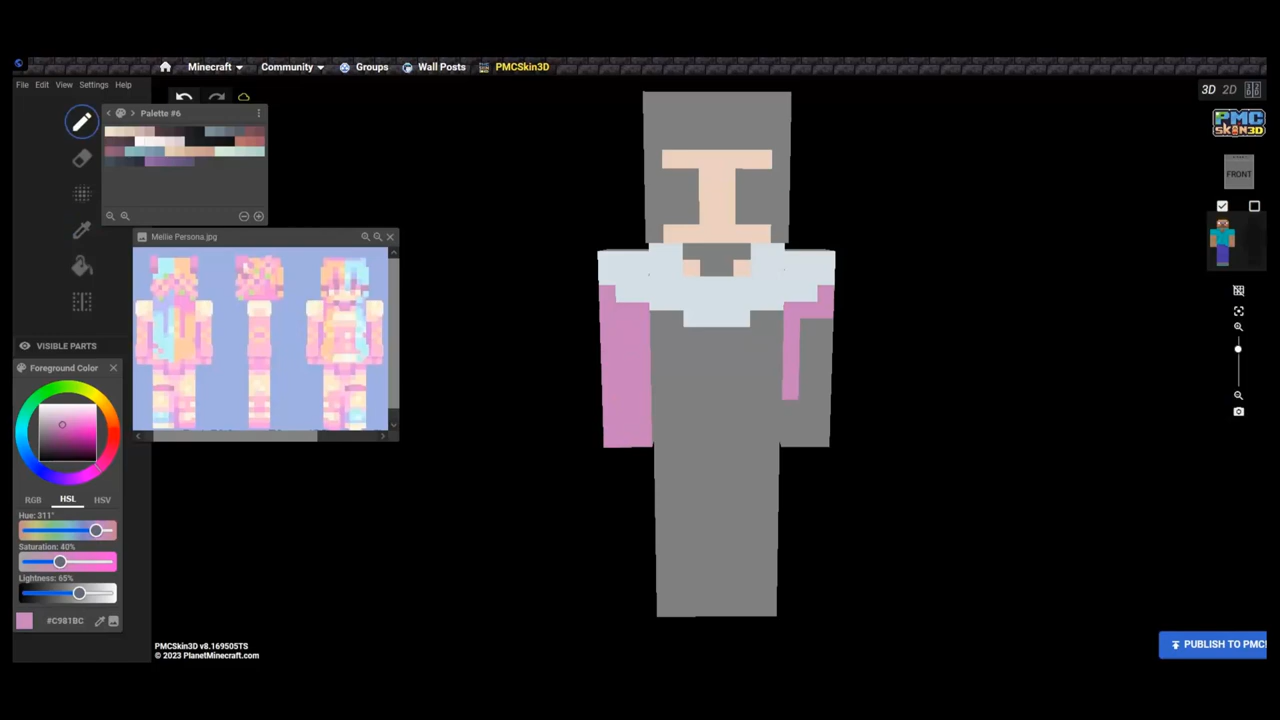 Minecraft Community Groups Wall Posts PMCSkin3D
File Edit View Settings Help
3D 2D
Palette #6
PMC
SKIN3D
FRONT
Meilie Persona.jpg
VISIBLE PARTS
Foreground Color
RGB HSL HSV
Hue: 311°
Saturation: 40%
Lightness: 65%
#C981BC
PMCSkin3D v8.169505TS
© 2023 PlanetMinecraft.com
PUBLISH TO PMC!